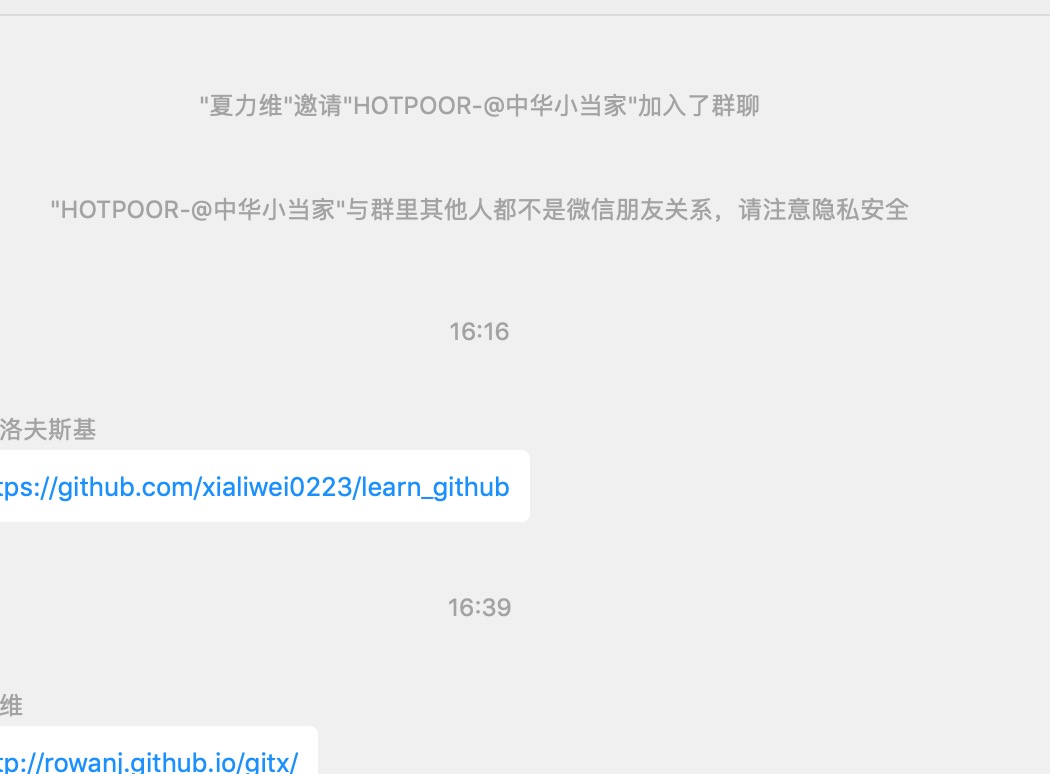 "夏力维"邀请"HOTPOOR-@中华小当家"加入了群聊
"HOTPOOR-@中华小当家"与群里其他人都不是微信朋友关系，请注意隐私安全
16:16
洛夫斯基
tps://github.com/xialiwei0223/learn_github
16:39
维
tp://rowanj.github.io/gitx/